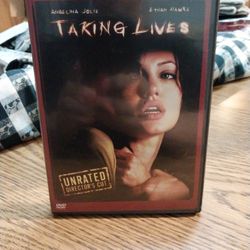 ANGELINA JOLIE ETHAN HAWKE
TAKING LIVES
UNRATED
DIRECTOR'S CUT
DVD